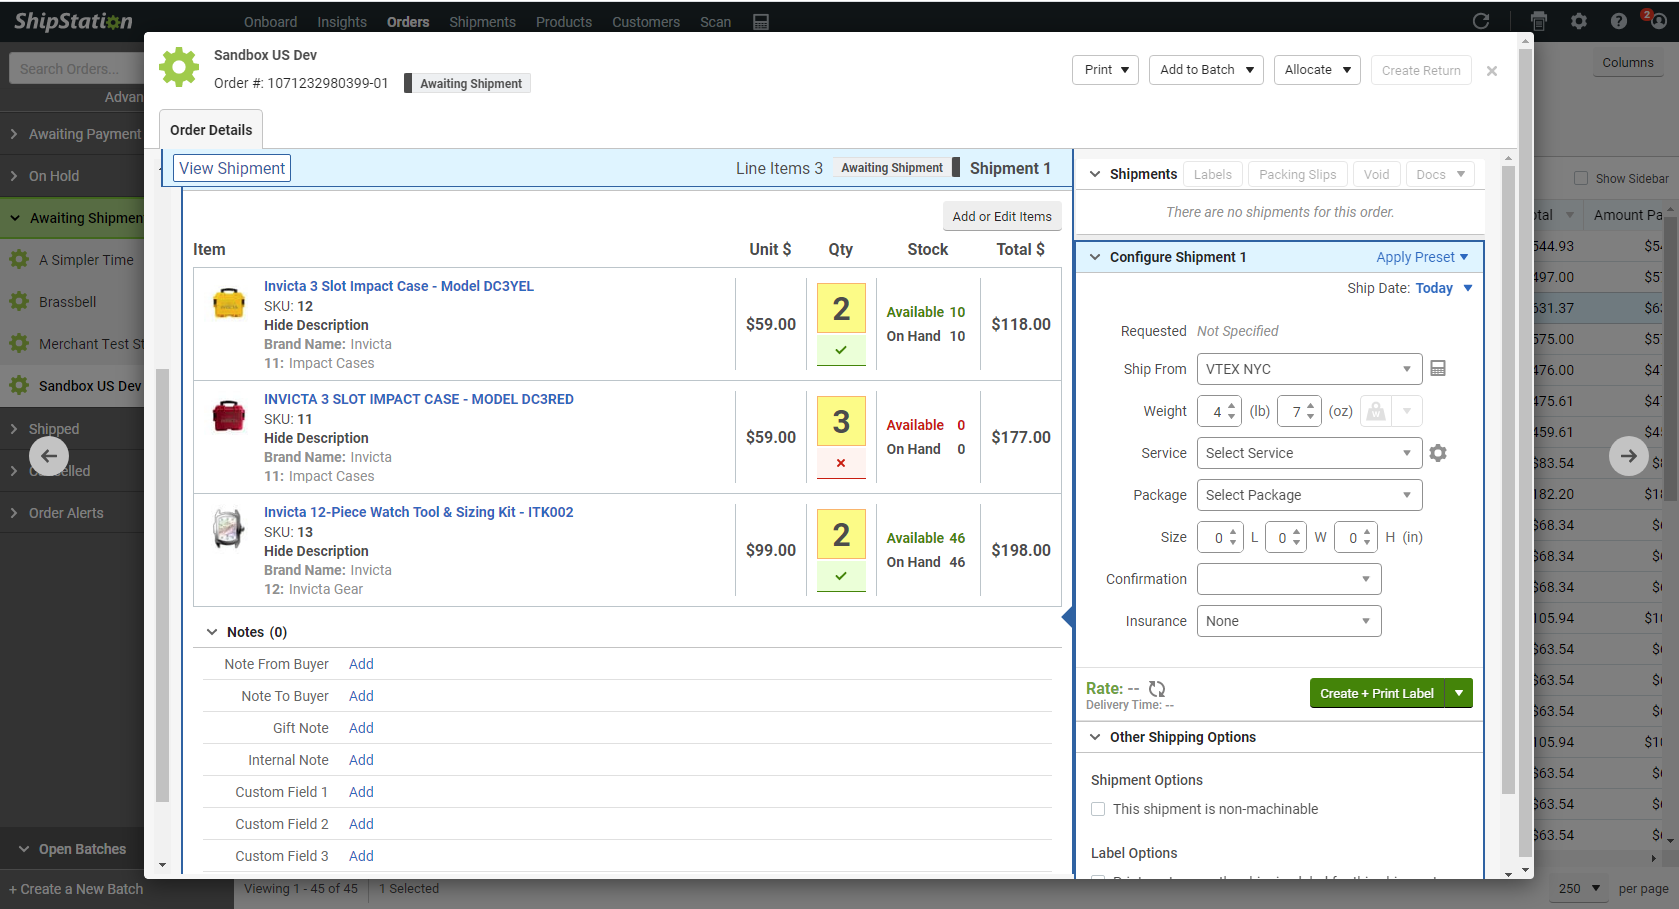 ShipStation
Onboard Insights Orders Shipments Products Customers Scan
2
Search Orders...
Advan
Columns
Awaiting Payment
On Hold
Awaiting Shipmen
A Simpler Time
Brassbell
Merchant Test St
Sandbox US Dev
Shipped
Order Alerts
Open Batches
+ Create a New Batch
Sandbox US Dev
Order #: 1071232980399-01 Awaiting Shipment
Print Add to Batch Allocate Create Return
Order Details
View Shipment Line Items 3 Awaiting Shipment Shipment 1
Add or Edit Items
Item Unit $ Qty Stock Total $
Invicta 3 Slot Impact Case - Model DC3YEL
SKU: 12
Hide Description
Brand Name: Invicta
11: Impact Cases
$59.00 2 Available 10 $118.00
On Hand 10
INVICTA 3 SLOT IMPACT CASE - MODEL DC3RED
SKU: 11
Hide Description
Brand Name: Invicta
11: Impact Cases
$59.00 3 Available 0 $177.00
On Hand 0
Invicta 12-Piece Watch Tool & Sizing Kit - ITK002
SKU: 13
Hide Description
Brand Name: Invicta
12: Invicta Gear
$99.00 2 Available 46 $198.00
On Hand 46
Notes (0)
Note From Buyer Add
Note To Buyer Add
Gift Note Add
Internal Note Add
Custom Field 1 Add
Custom Field 2 Add
Custom Field 3 Add
Shipments Labels Packing Slips Void Docs
There are no shipments for this order.
Configure Shipment 1 Apply Preset
Ship Date: Today
Requested Not Specified
Ship From VTEX NYC
Weight 4 (lb) 7 (oz) W
Service Select Service
Package Select Package
Size 0 L 0 W 0 H (in)
Confirmation
Insurance None
Rate: --
Delivery Time: --
Create + Print Label
Other Shipping Options
Shipment Options
This shipment is non-machinable
Label Options
Show Sidebar
otal Amount Pa
544.93 $5
497.00 $5
631.37 $6
575.00 $5
476.00 $4
475.61 $4
459.61 $4
$83.54 $
182.20 $1
$68.34 $
$68.34 $
$68.34 $
105.94 $1
$63.54 $
$63.54 $
$63.54 $
105.94 $1
$63.54 $
$63.54 $
$63.54
Viewing 1 - 45 of 45 1 Selected
250 per page